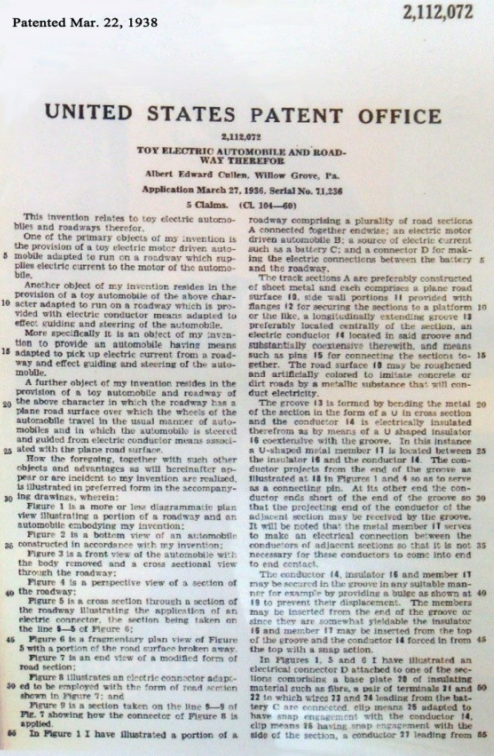 2,112,072
Patented Mar. 22, 1938
UNITED STATES PATENT OFFICE
2,112,072
TOY ELECTRIC AUTOMOBILE AND ROAD-
WAY THEREFOR
Albert Edward Cullen, Willow Grove, Pa.
Application March 27, 1936, Serial No. 71,236
5 Claims. (Cl. 104—60)
This invention relates to toy electric automo-
biles and roadways therefor.
One of the primary objects of my invention is
the provision of a toy electric motor driven auto-
5 mobile adapted to run on a roadway which sup-
plies electric current to the motor of the automo-
bile.
Another object of my invention resides in the
provision of a toy automobile of the above char-
10 acter adapted to run on a roadway which is pro-
vided with electric conductor means adapted to
effect guiding and steering of the automobile.
More specifically it is an object of my inven-
tion to provide an automobile having means
15 adapted to pick up electric current from a road-
way and effect guiding and steering of the auto-
mobile.
A further object of my invention resides in the
provision of a toy automobile and roadway of
20 the above character in which the roadway has a
plane road surface over which the wheels of the
automobile travel in the usual manner of auto-
mobiles and in which the automobile is steered
and guided from electric conductor means associ-
25 ated with the plane road surface.
How the foregoing, together with such other
objects and advantages as will hereinafter ap-
pear or are incident to my invention are realized,
is illustrated in preferred form in the accompany-
30 ing drawings, wherein:
Figure 1 is a more or less diagrammatic plan
view illustrating a portion of a roadway and an
automobile embodying my invention;
Figure 2 is a bottom view of an automobile
35 constructed in accordance with my invention;
Figure 3 is a front view of the automobile with
the body removed and a cross sectional view
through the roadway;
Figure 4 is a perspective view of a section of
40 the roadway;
Figure 5 is a cross section through a section of
the roadway illustrating the application of an
electric connector, the section being taken on
the line 5—5 of Figure 6;
45 Figure 6 is a fragmentary plan view of Figure
5 with a portion of the road surface broken away.
Figure 7 is an end view of a modified form of
road section;
Figure 8 illustrates an electric connector adapt-
50 ed to be employed with the form of road section
shown in Figure 7; and
Figure 9 is a section taken on the line 9—9 of
Fig. 7 showing how the connector of Figure 8 is
applied.
55 In Figure 1 I have illustrated a portion of a
roadway comprising a plurality of road sections
A connected together endwise; an electric motor
driven automobile B; a source of electric current
such as a battery C; and a connector D for mak-
ing the electric connections between the battery 5
and the roadway.
The track sections A are preferably constructed
of sheet metal and each comprises a plane road
surface 10, side wall portions 11 provided with
flanges 12 for securing the sections to a platform 10
or the like, a longitudinally extending groove 13
preferably located centrally of the section, an
electric conductor 14 located in said groove and
substantially coextensive therewith, and means
such as pins 15 for connecting the sections to- 15
gether. The road surface 10 may be roughened
and artificially colored to imitate concrete or
dirt roads by a metallic substance that will con-
duct electricity.
The groove 13 is formed by bending the metal 20
of the section in the form of a U in cross section
and the conductor 14 is electrically insulated
therefrom as by means of a U shaped insulator
16 coextensive with the groove. In this instance
a U-shaped metal member 17 is located between 25
the insulator 16 and the conductor 14. The con-
ductor projects from the end of the groove as
illustrated at 18 in Figures 1 and 4 so as to serve
as a connecting pin. At its other end the con-
ductor ends short of the end of the groove so 30
that the projecting end of the conductor of the
adjacent section may be received by the groove.
It will be noted that the metal member 17 serves
to make an electrical connection between the
conductors of adjacent sections so that it is not 35
necessary for these conductors to come into end
to end contact.
The conductor 14, insulator 16 and member 17
may be secured in the groove in any suitable man-
ner for example by providing a bulge as shown at 40
19 to prevent their displacement. The members
may be inserted from the end of the groove or
since they are somewhat yieldable the insulator
16 and member 17 may be inserted from the top
of the groove and the conductor 14 forced in from 45
the top with a snap action.
In Figures 1, 5 and 6 I have illustrated an
electrical connector D attached to one of the sec-
tions comprising a base plate 20 of insulating
material such as fibre, a pair of terminals 21 and 50
22 to which wires 23 and 24 leading from the bat-
tery C are connected, clip means 25 adapted to
have snap engagement with the conductor 14,
clip means 26 having snap engagement with the
side of the section, a conductor 27 leading from 55